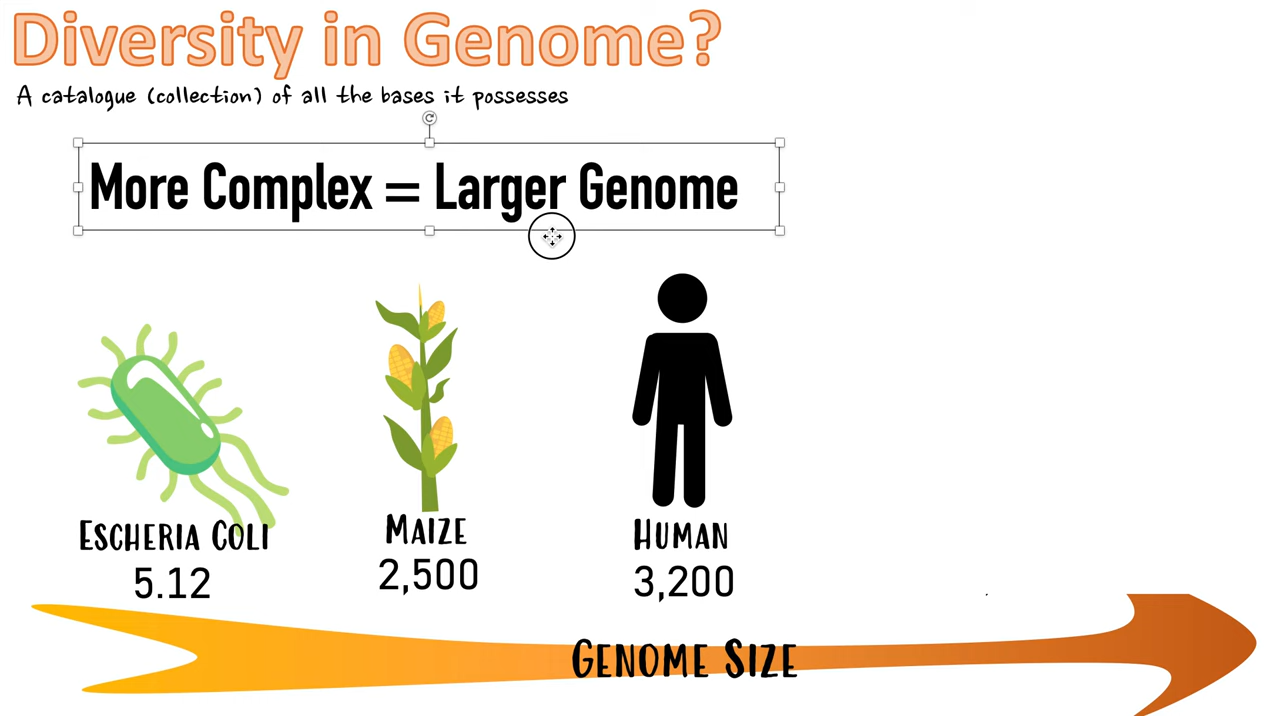 Diversity in Genome?
A catalogue (collection) of all the bases it possesses
More Complex = Larger Genome
Escheria Coli
Maize
Human
5.12
2,500
3,200
Genome Size